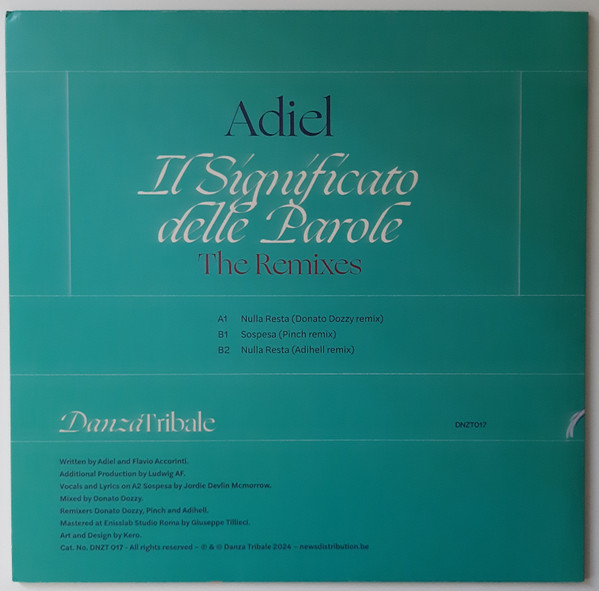 Adiel
Il Significato
delle Parole
The Remixes
A1 Nulla Resta (Donato Dozzy remix)
B1 Sospesa (Pinch remix)
B2 Nulla Resta (Adihell remix)
DanzaTribale
DNZT017
Written by Adiel and Flavio Accorinti.
Additional Production by Ludwig AF.
Vocals and Lyrics on A2 Sospesa by Jordie Devlin Mcmorrow.
Mixed by Donato Dozzy.
Remixers Donato Dozzy, Pinch and Adihell.
Mastered at Enisslab Studio Roma by Giuseppe Tillieci.
Art and Design by Kero.
Cat. No. DNZT 017 - All rights reserved – ℗ & © Danza Tribale 2024 – newsdistribution.be